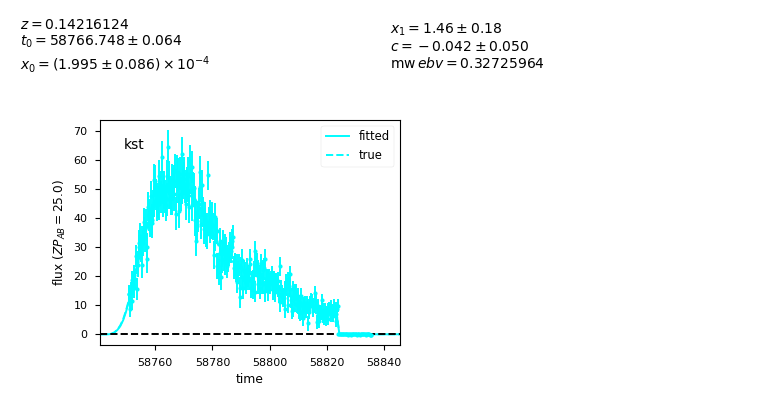 z = 0.14216124
t₀ = 58766.748 ± 0.064
x₀ = (1.995 ± 0.086) × 10⁻⁴
x₁ = 1.46 ± 0.18
c = −0.042 ± 0.050
mw ebv = 0.32725964
kst
fitted
true
70
60
50
40
30
20
10
0
flux (ZP_AB = 25.0)
58760 58780 58800 58820 58840
time